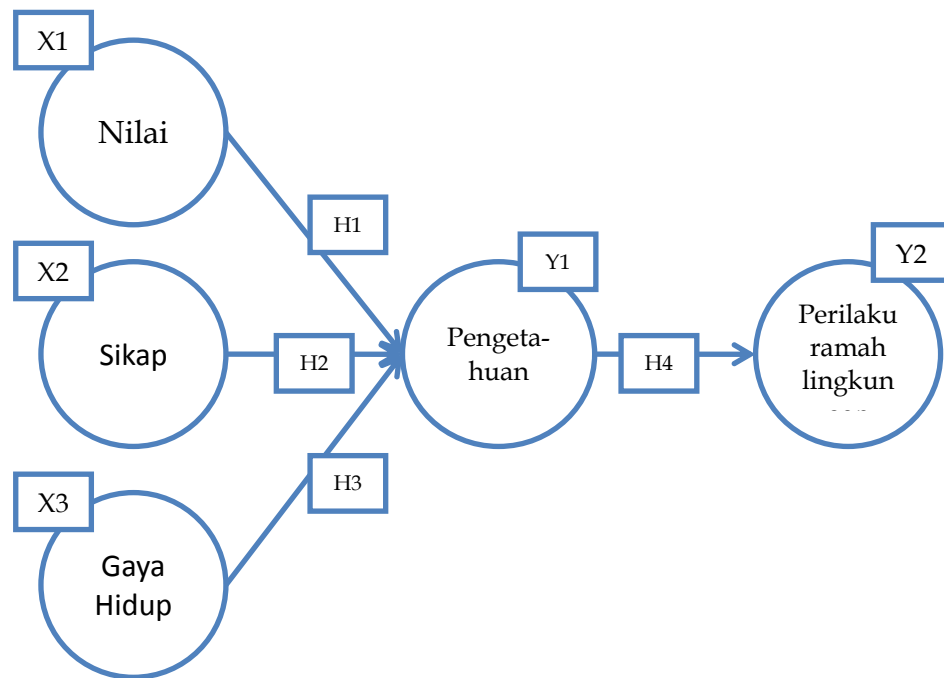 X1
Nilai
H1
X2
Sikap
H2
Y1
Pengeta-
huan
H4
Y2
Perilaku
ramah
lingkun
H3
X3
Gaya
Hidup